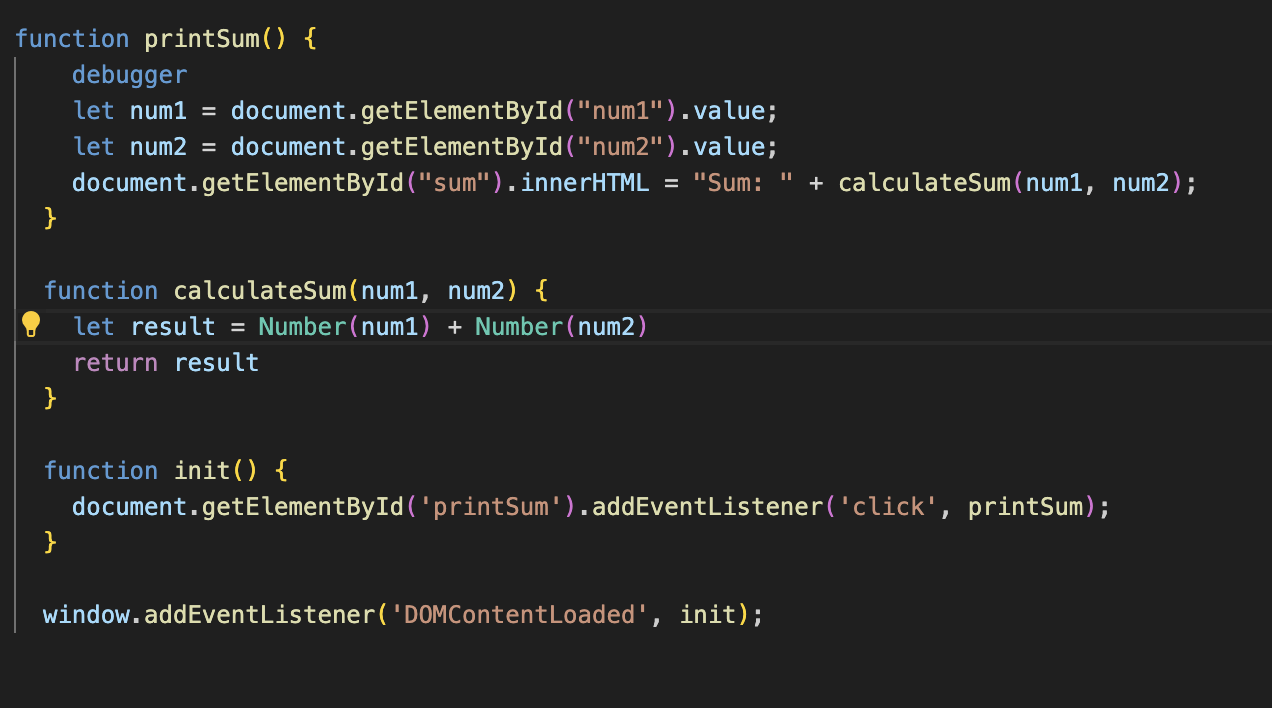 function printSum() {
debugger
let num1 = document.getElementById("num1").value;
let num2 = document.getElementById("num2").value;
document.getElementById("sum").innerHTML = "Sum: " + calculateSum(num1, num2);
}
function calculateSum(num1, num2) {
let result = Number(num1) + Number(num2)
return result
}
function init() {
document.getElementById('printSum').addEventListener('click', printSum);
}
window.addEventListener('DOMContentLoaded', init);